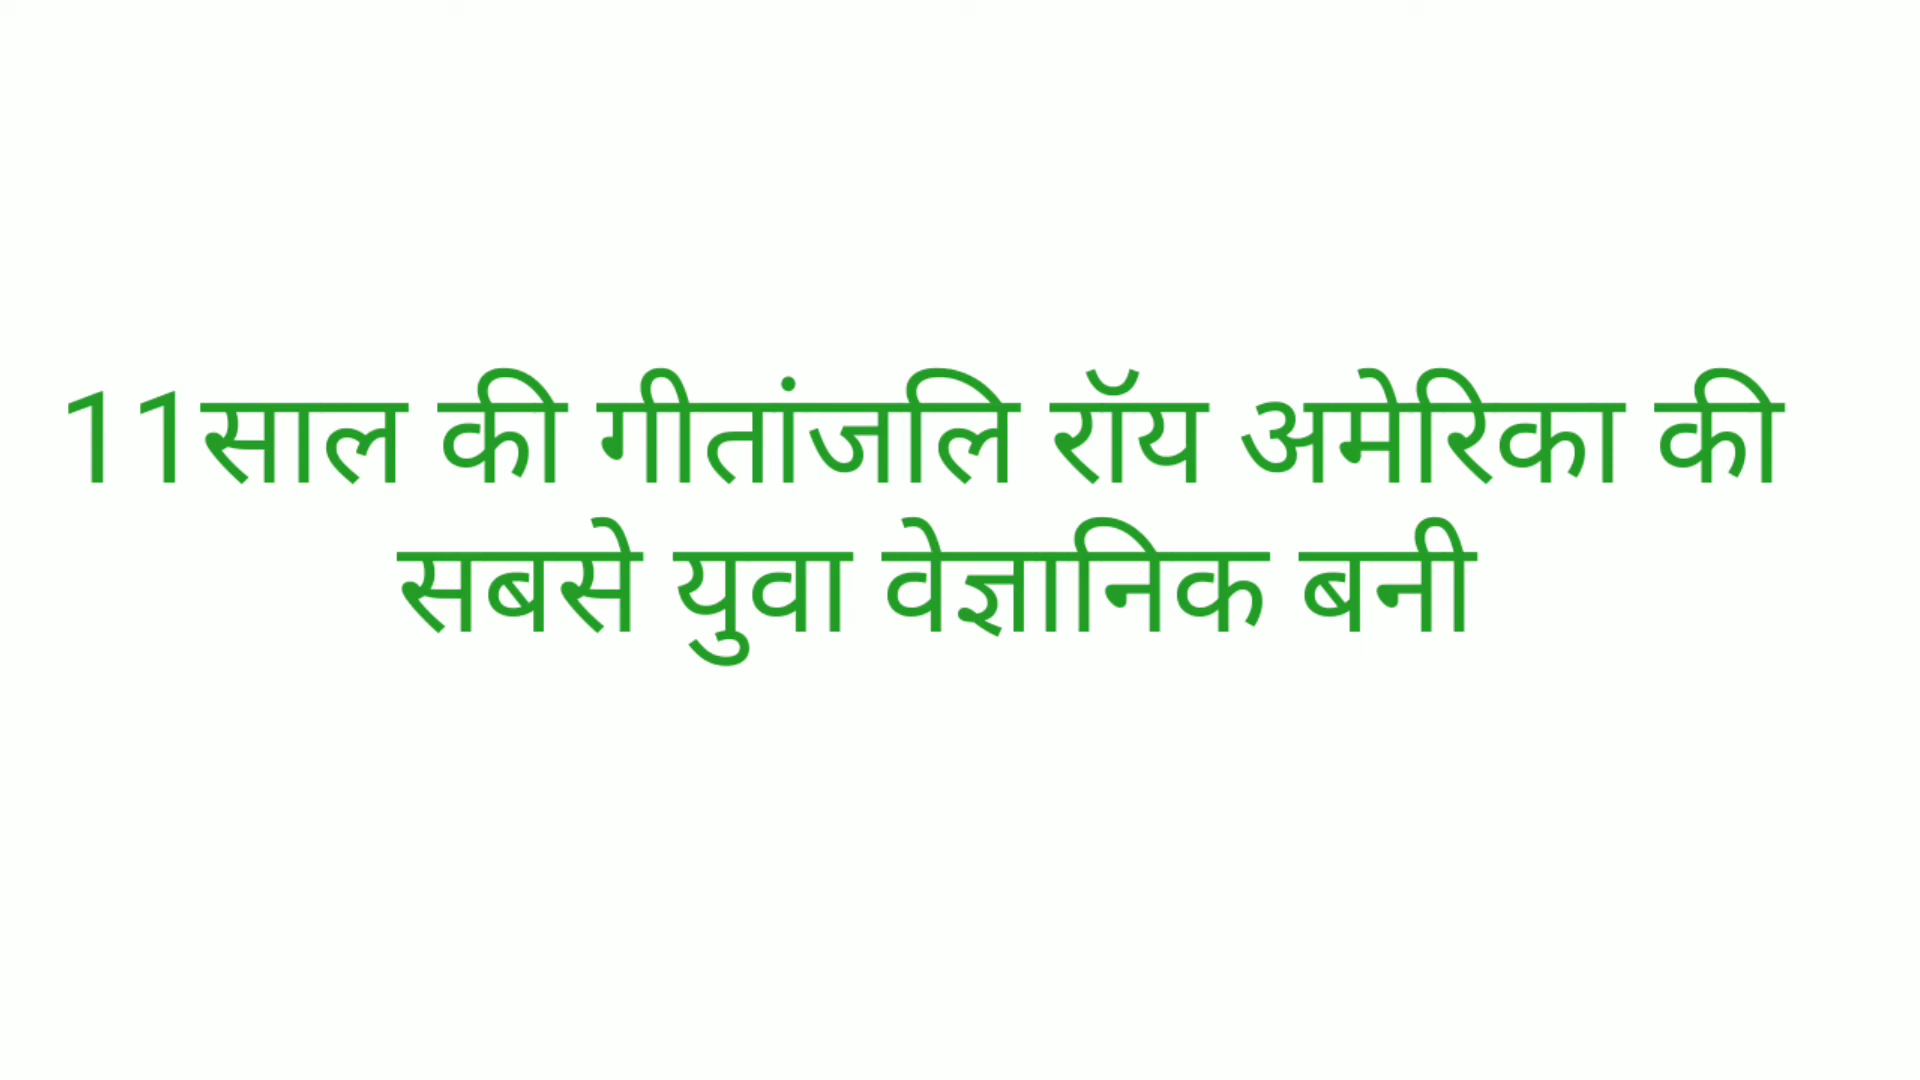 11साल की गीतांजलि रॉय अमेरिका की
सबसे युवा वेज्ञानिक बनी